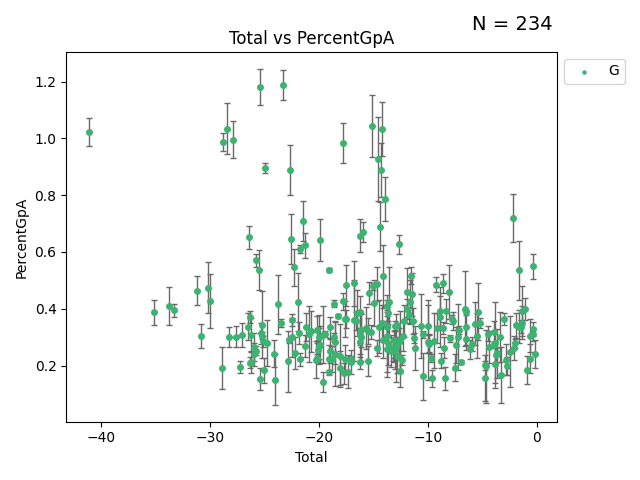 N = 234
Total vs PercentGpA
G
PercentGpA
1.2
1.0
0.8
0.6
0.4
0.2
−40 −30 −20 −10 0
Total